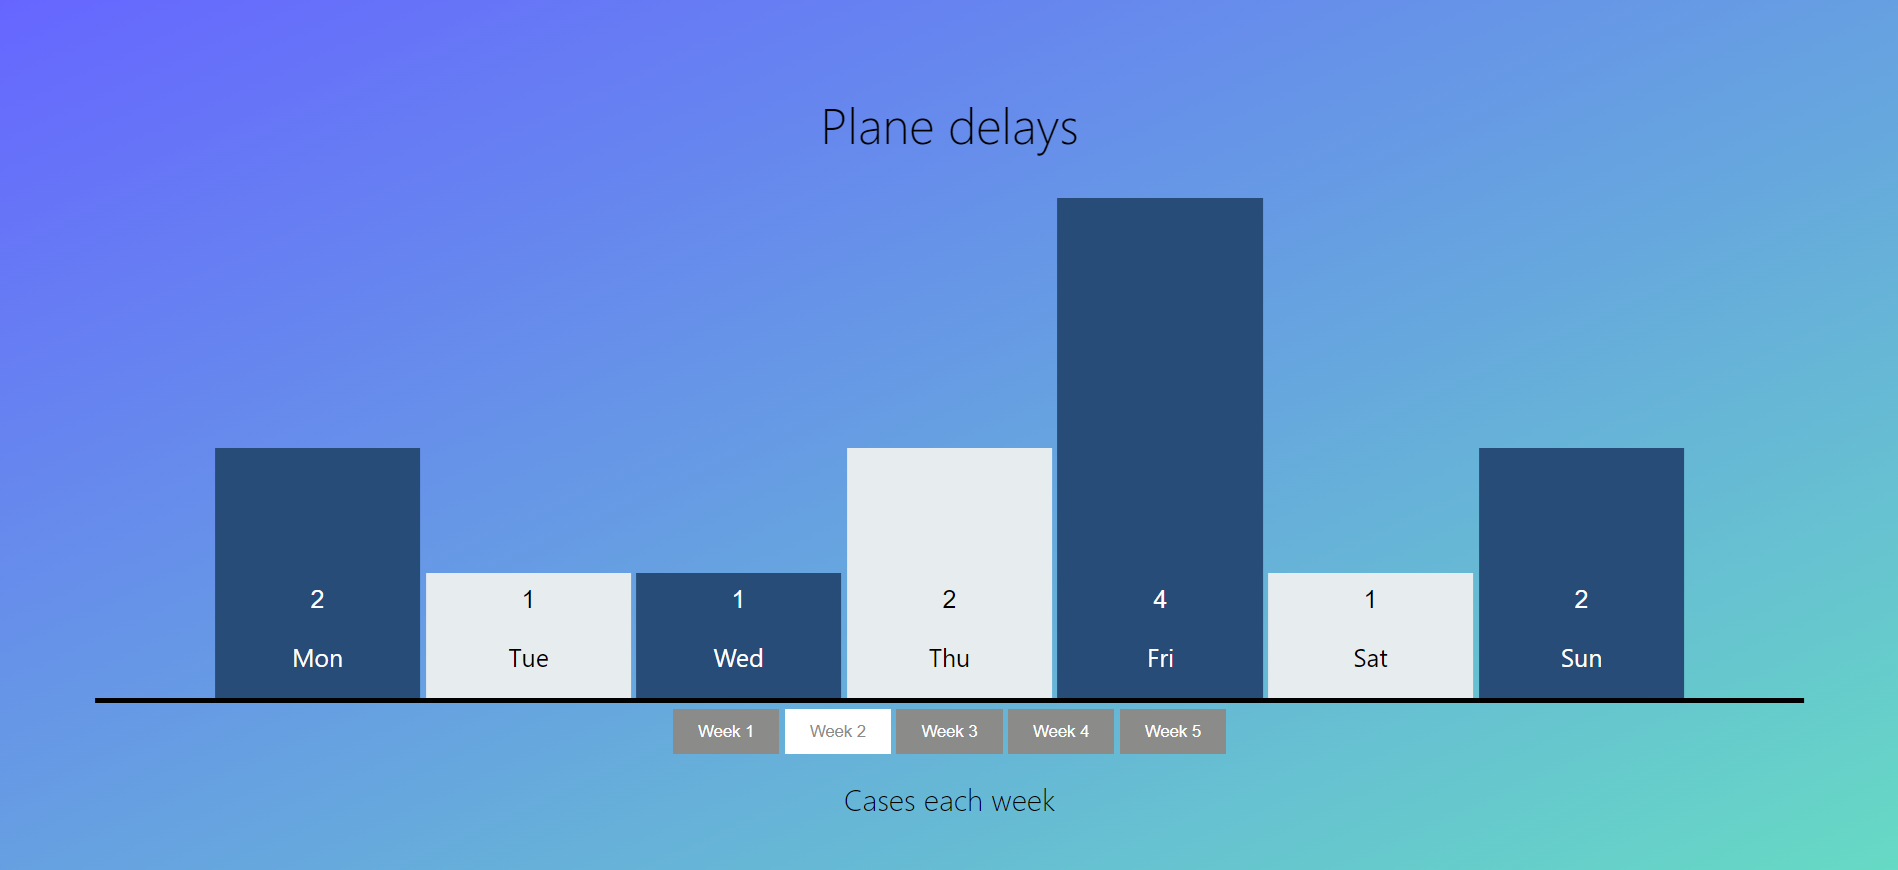 Plane delays
2 1 1 2 4 1 2
Mon Tue Wed Thu Fri Sat Sun
Week 1 Week 2 Week 3 Week 4 Week 5
Cases each week